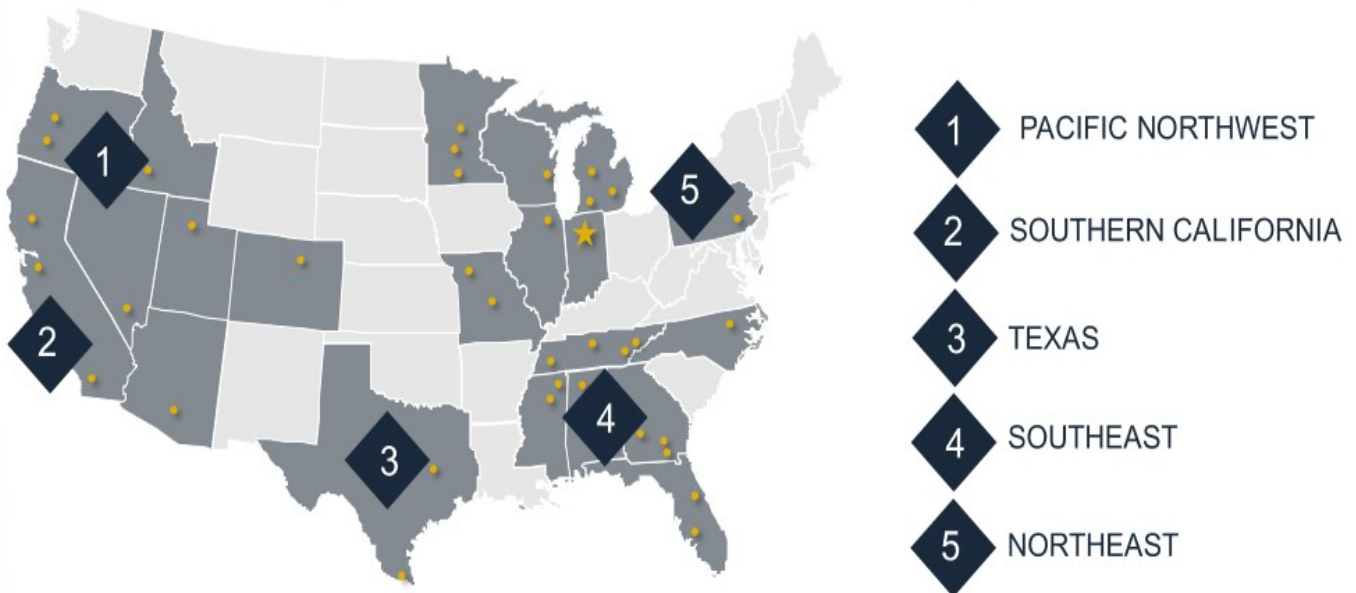 1
5
2
3
4
1 PACIFIC NORTHWEST
2 SOUTHERN CALIFORNIA
3 TEXAS
4 SOUTHEAST
5 NORTHEAST